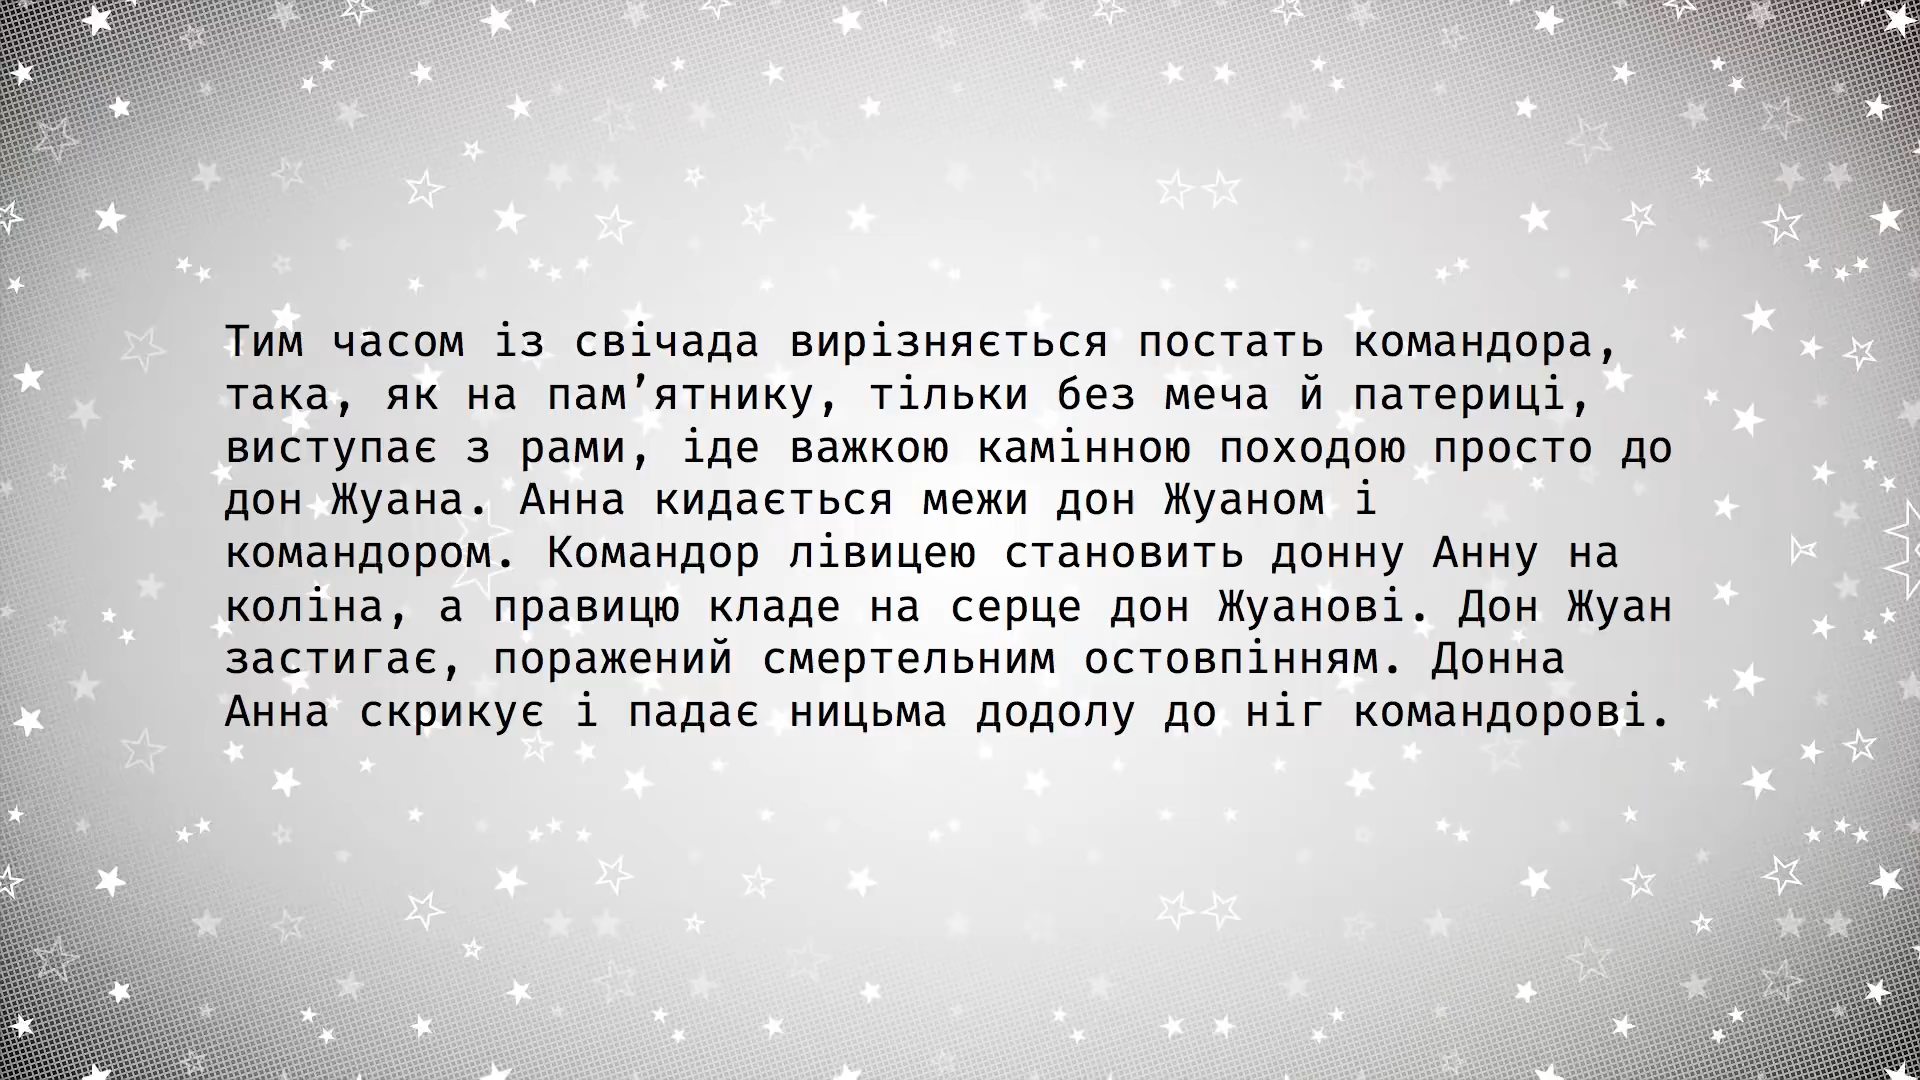 Тим часом із свічада вирізняється постать командора,
така, як на пам’ятнику, тільки без меча й патериці,
виступає з рами, іде важкою камінною походою просто до
дон Жуана. Анна кидається межи дон Жуаном і
командором. Командор лівицею становить донну Анну на
коліна, а правицю кладе на серце дон Жуанові. Дон Жуан
застигає, поражений смертельним остовпінням. Донна
Анна скрикує і падає ницьма додолу до ніг командорові.